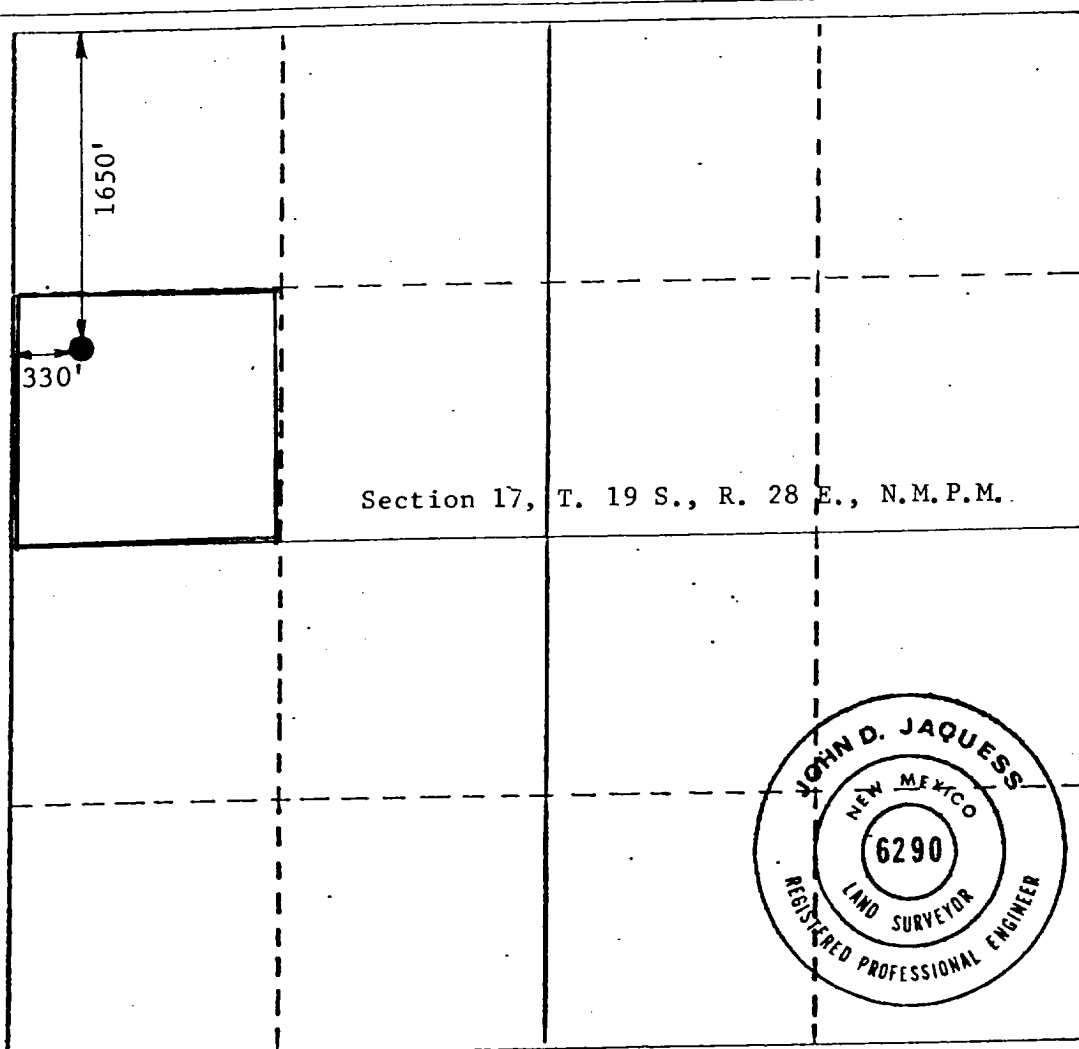 1650'
330'
Section 17, T. 19 S., R. 28 E., N.M.P.M.
JOHN D. JAQUESS
NEW MEXICO
6290
LAND SURVEYOR
REGISTERED PROFESSIONAL ENGINEER